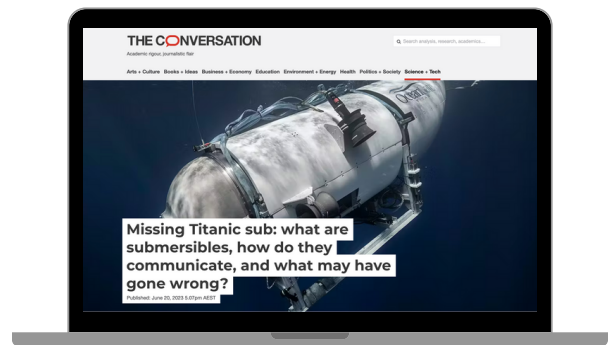 THE CONVERSATION
Search analysis, research, academics...
Academic rigour, journalistic flair
Arts + Culture Books + Ideas Business + Economy Education Environment + Energy Health Politics + Society Science + Tech
Missing Titanic sub: what are
submersibles, how do they
communicate, and what may have
gone wrong?
Published: June 20, 2023 5.07pm AEST